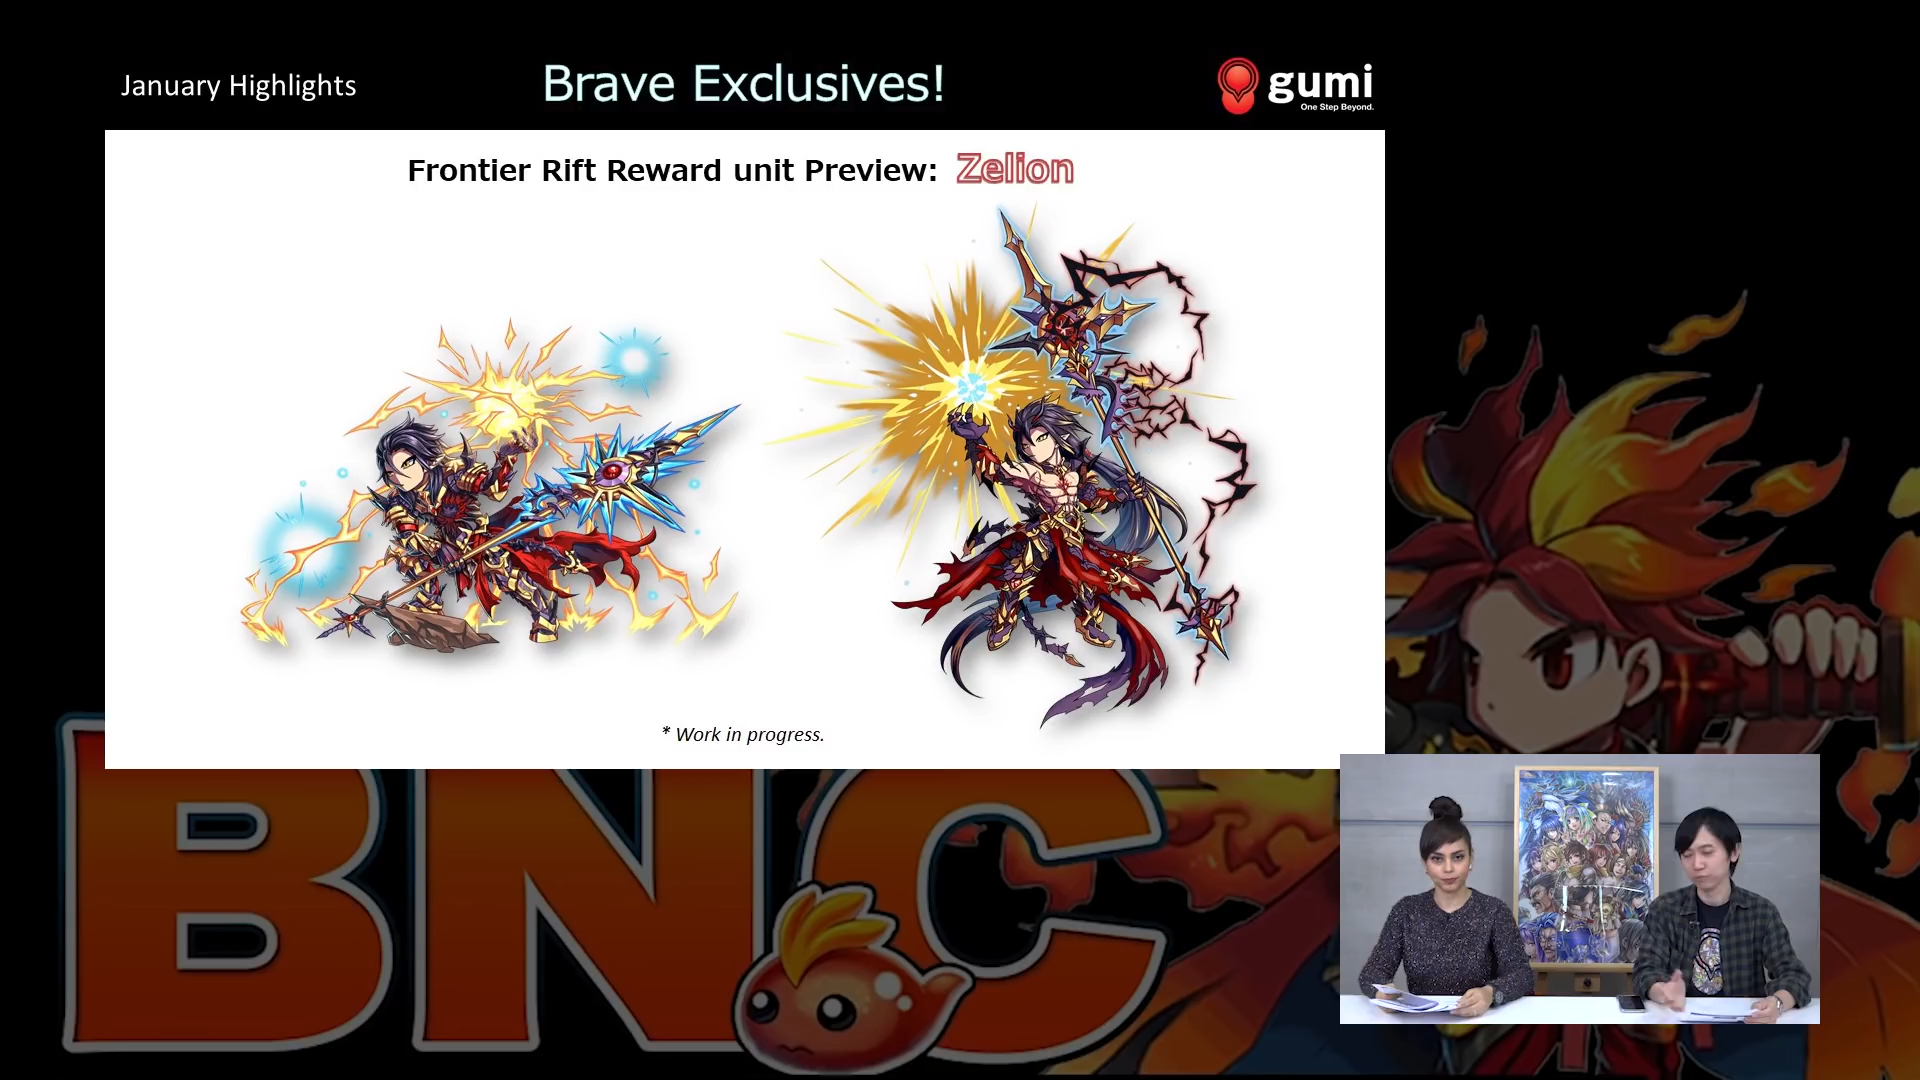 January Highlights
Brave Exclusives!
gumi
One Step Beyond.
Frontier Rift Reward unit Preview: Zelion
* Work in progress.
BNC